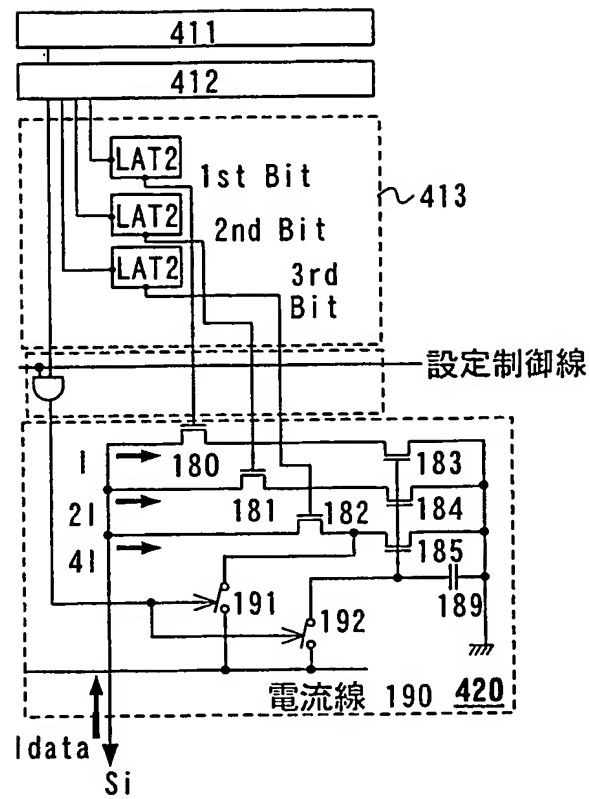 411
412
LAT2
1st Bit
413
LAT2
2nd Bit
LAT2
3rd
Bit
設定制御線
I
180
183
2I
181
182
184
4I
185
191
192
189
電流線 190
420
Idata
Si